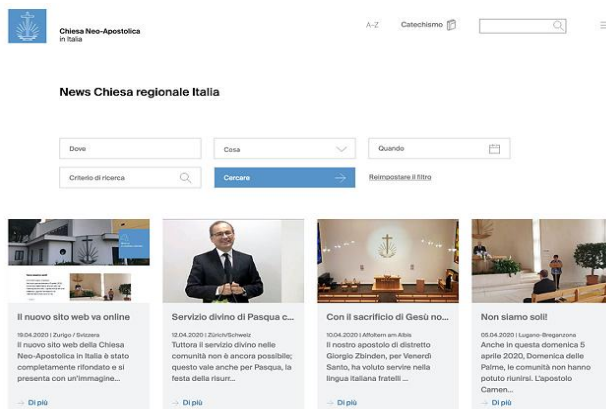 Chiesa Neo-Apostolica
in Italia
A–Z
Catechismo
News Chiesa regionale Italia
Dove
Cosa
Quando
Criterio di ricerca
Cercare
Reimpostare il filtro
Il nuovo sito web va online
19.04.2020 / Zurigo / Svizzera
Il nuovo sito web della Chiesa
Neo-Apostolica in Italia è stato
completamente rifondato e si
presenta con un'immagine...
Di più
Servizio divino di Pasqua c...
12.04.2020 | Zürich/Schweiz
Tuttora il servizio divino nelle
comunità non è ancora possibile;
questo vale anche per Pasqua, la
festa della risurr...
Di più
Con il sacrificio di Gesù no...
10.04.2020 | Affoltern am Albis
Il nostro apostolo di distretto
Giorgio Zbinden, per Venerdì
Santo, ha voluto servire nella
lingua italiana fratelli ...
Di più
Non siamo soli!
05.04.2020 | Lugano-Breganzona
Anche in questa domenica 5
aprile 2020, Domenica delle
Palme, le comunità non hanno
potuto riunirsi. L'apostolo
Camen...
Di più